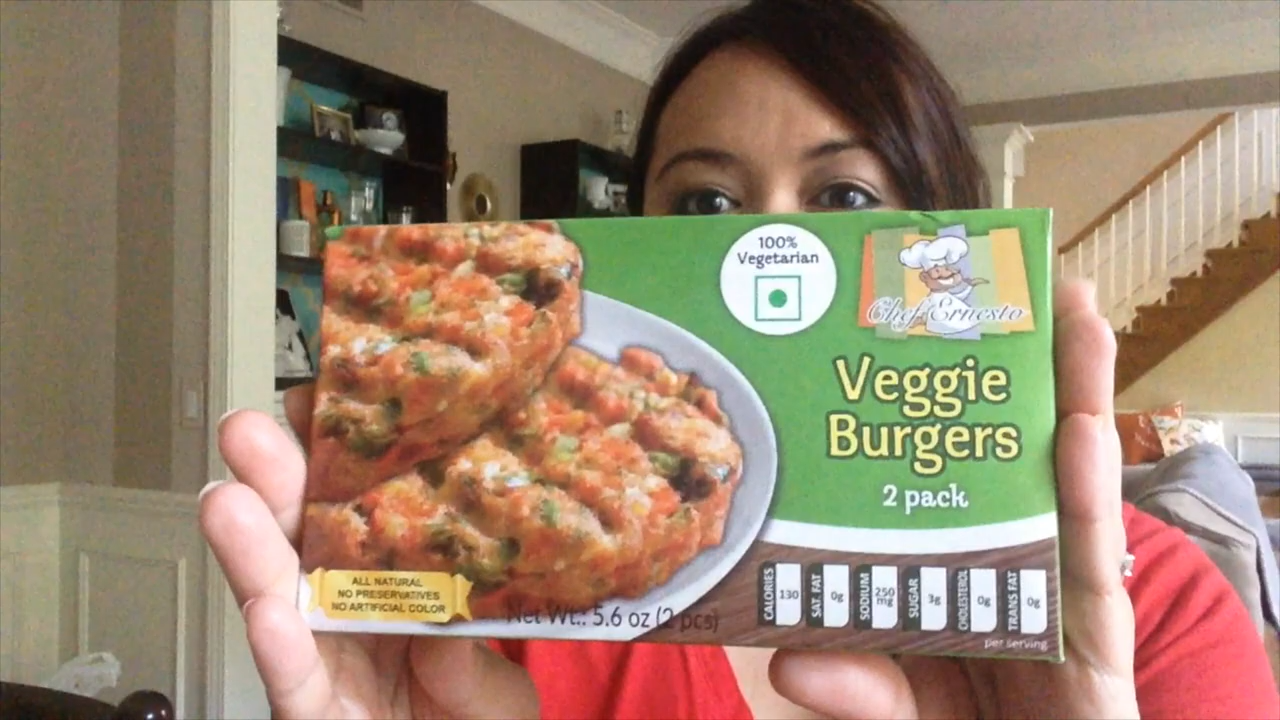 100%
Vegetarian
Chef Ernesto
Veggie
Burgers
2 pack
ALL NATURAL
NO PRESERVATIVES
NO ARTIFICIAL COLOR
Net Wt.: 5.6 oz (2 pcs)
CALORIES 130
SAT. FAT 0g
SODIUM 250 mg
SUGAR 3g
CHOLESTEROL 0g
TRANS FAT 0g
per serving